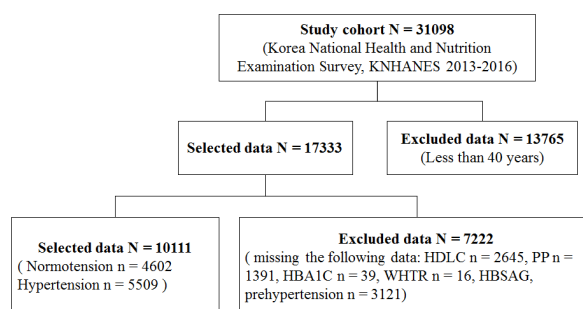 Study cohort N = 31098
(Korea National Health and Nutrition
Examination Survey, KNHANES 2013-2016)
Selected data N = 17333
Excluded data N = 13765
(Less than 40 years)
Selected data N = 10111
( Normotension n = 4602
Hypertension n = 5509 )
Excluded data N = 7222
( missing the following data: HDLC n = 2645, PP n =
1391, HBA1C n = 39, WHTR n = 16, HBSAG,
prehypertension n = 3121)